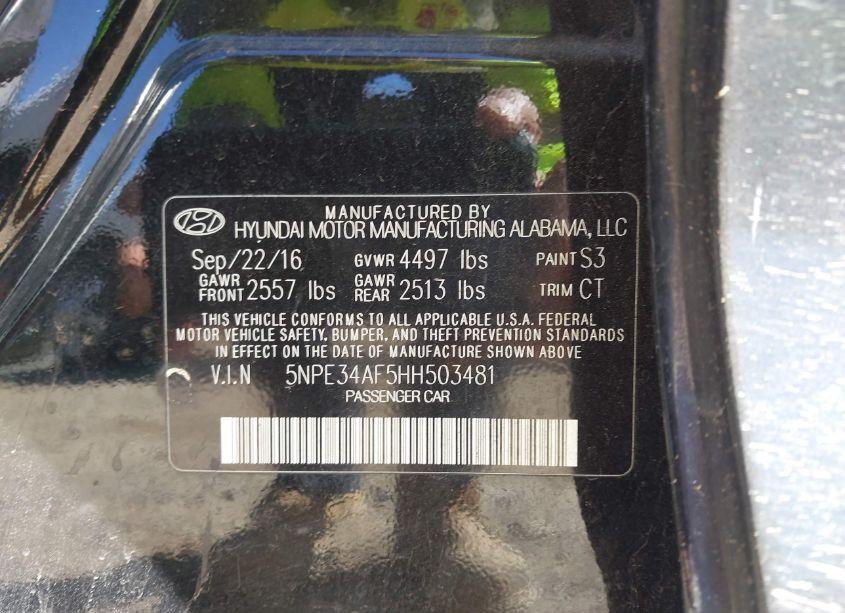 MANUFACTURED BY
HYUNDAI MOTOR MANUFACTURING ALABAMA, LLC
Sep/22/16 GVWR 4497 lbs PAINT S3
GAWR FRONT 2557 lbs GAWR REAR 2513 lbs TRIM CT
THIS VEHICLE CONFORMS TO ALL APPLICABLE U.S.A. FEDERAL
MOTOR VEHICLE SAFETY, BUMPER, AND THEFT PREVENTION STANDARDS
IN EFFECT ON THE DATE OF MANUFACTURE SHOWN ABOVE
V.I.N 5NPE34AF5HH503481
PASSENGER CAR